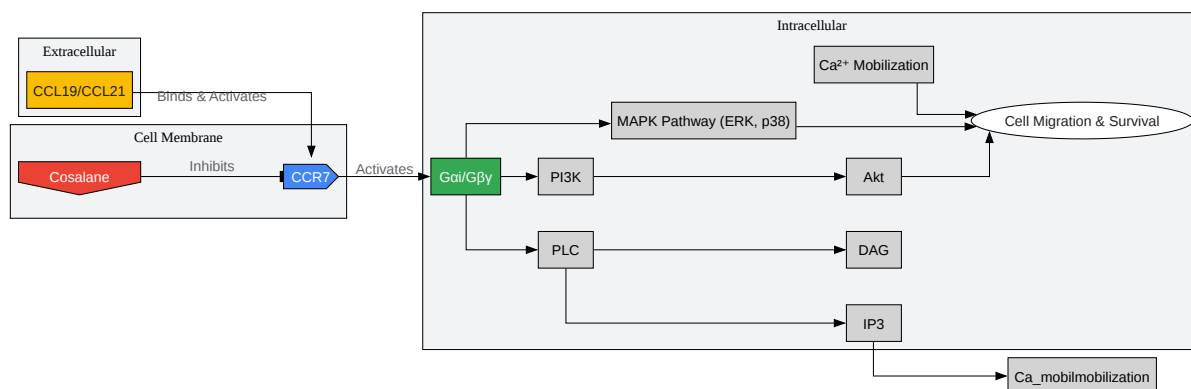 Extracellular
CCL19/CCL21
Binds & Activates
Cell Membrane
Cosalane
Inhibits
CCR7
Activates
Intracellular
Ca²⁺ Mobilization
MAPK Pathway (ERK, p38)
Cell Migration & Survival
Gαi/Gβγ
PI3K
Akt
PLC
DAG
IP3
Ca_mobilmobilization